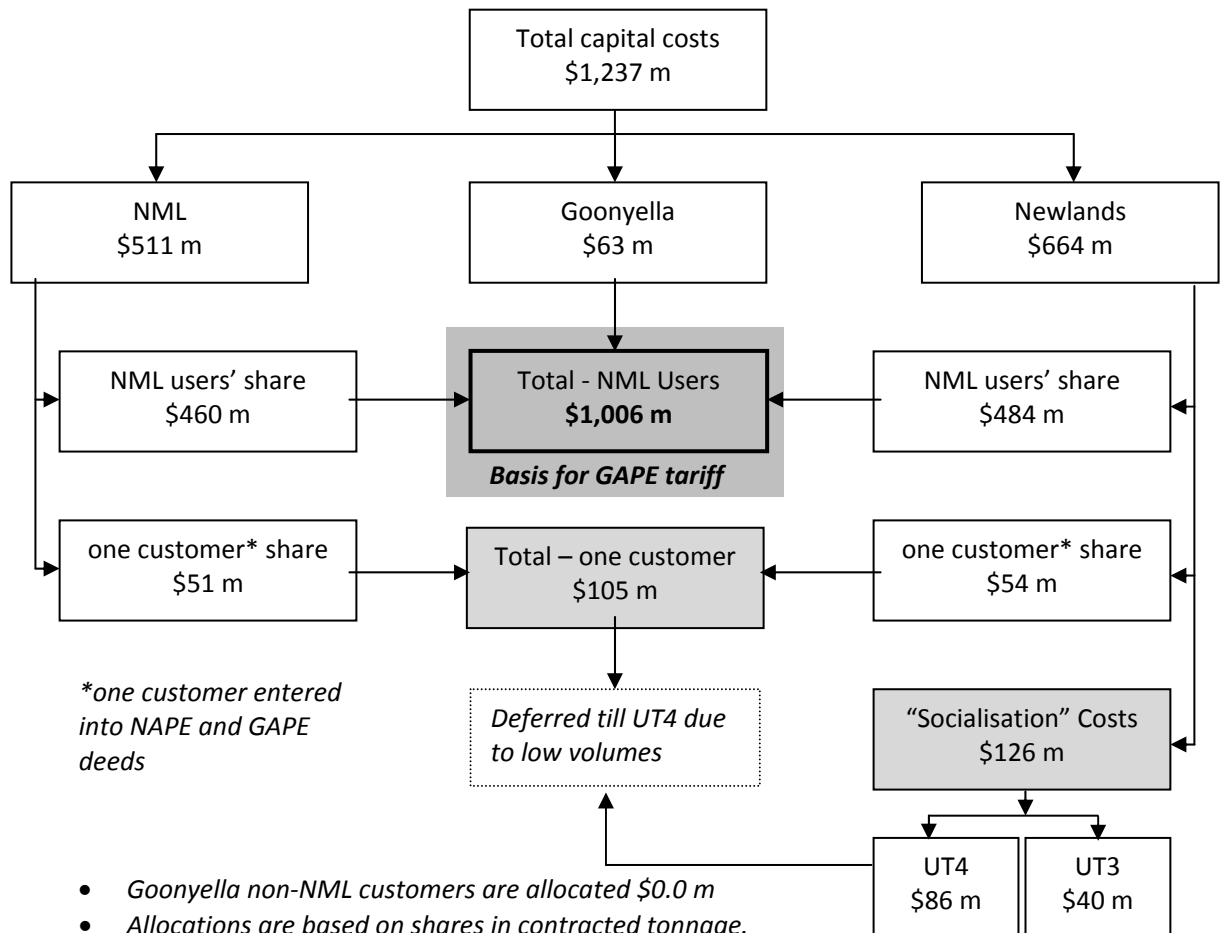 Total capital costs
$1,237 m
NML
$511 m
Goonyella
$63 m
Newlands
$664 m
NML users’ share
$460 m
Total - NML Users
$1,006 m
Basis for GAPE tariff
NML users’ share
$484 m
one customer* share
$51 m
Total – one customer
$105 m
one customer* share
$54 m
*one customer entered
into NAPE and GAPE
deeds
Deferred till UT4 due
to low volumes
“Socialisation” Costs
$126 m
UT4
$86 m
UT3
$40 m
• Goonyella non-NML customers are allocated $0.0 m
• Allocations are based on shares in contracted tonnage.